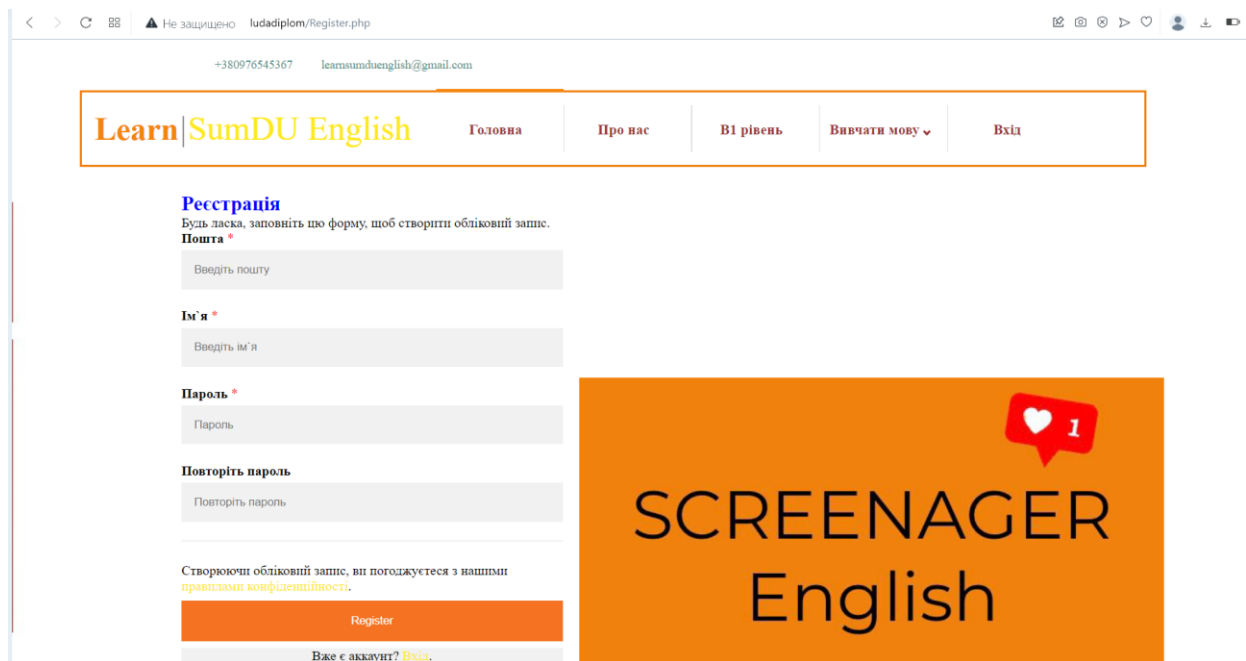 Не защищено ludadiplom/Register.php
+380976545367 learnsumduenglish@gmail.com
Learn|SumDU English Головна Про нас В1 рівень Вивчати мову Вхід
Реєстрація
Будь ласка, заповніть цю форму, щоб створити обліковий запис.
Пошта *
Введіть пошту
Ім`я *
Введіть ім`я
Пароль *
Пароль
Повторіть пароль
Повторіть пароль
Створюючи обліковий запис, ви погоджуєтеся з нашими
правилами конфіденційності.
Register
Вже є аккаунт? Вхід.
1
SCREENAGER
English